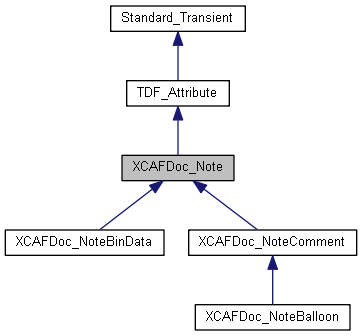 Standard_Transient
TDF_Attribute
XCAFDoc_Note
XCAFDoc_NoteBinData
XCAFDoc_NoteComment
XCAFDoc_NoteBalloon